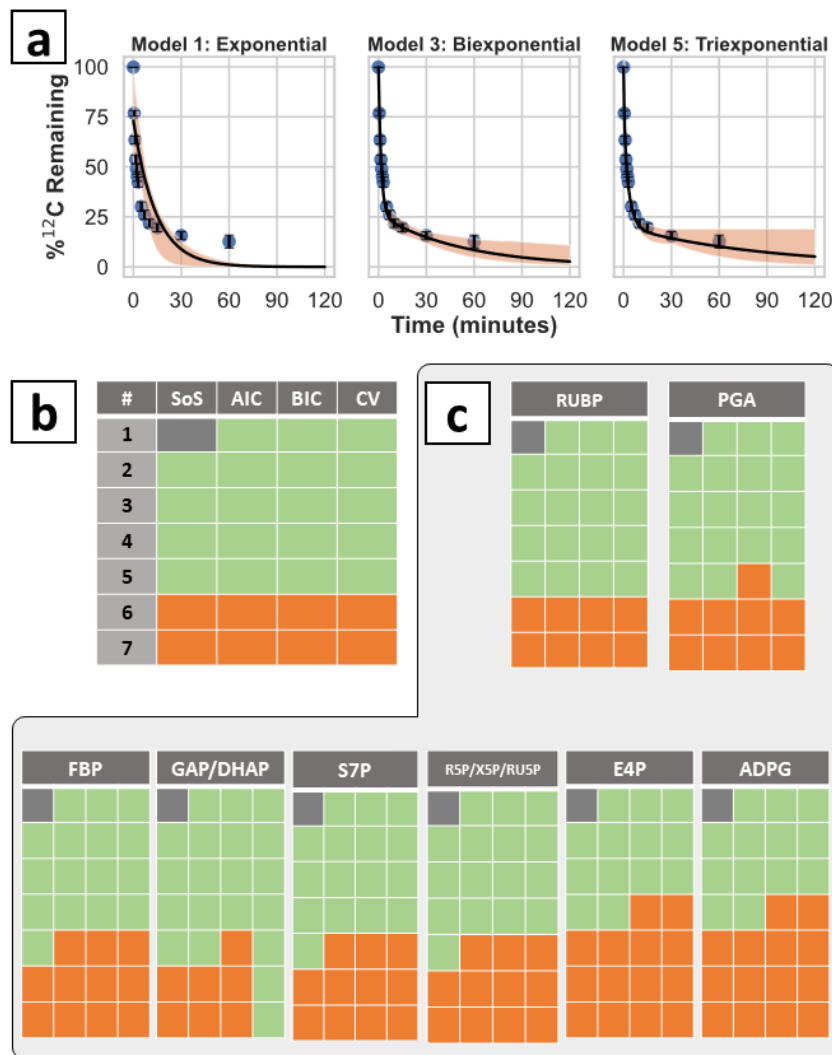 a
Model 1: Exponential Model 3: Biexponential Model 5: Triexponential
%¹²C Remaining
100
75
50
25
0
0 30 60 90 120 0 30 60 90 120 0 30 60 90 120
Time (minutes)
b
# SoS AIC BIC CV
1
2
3
4
5
6
7
c
RUBP PGA
FBP GAP/DHAP S7P R5P/X5P/RU5P E4P ADPG